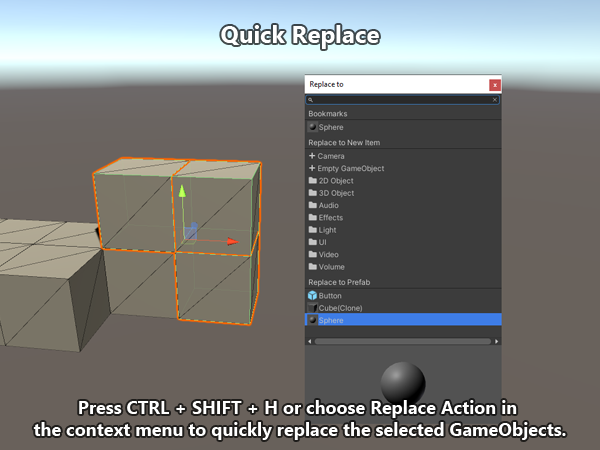 Quick Replace
Replace to
x
Bookmarks
Sphere
Replace to New Item
Camera
Empty GameObject
2D Object
3D Object
Audio
Effects
Light
UI
Video
Volume
Replace to Prefab
Button
Cube(Clone)
Sphere
Press CTRL + SHIFT + H or choose Replace Action in
the context menu to quickly replace the selected GameObjects.